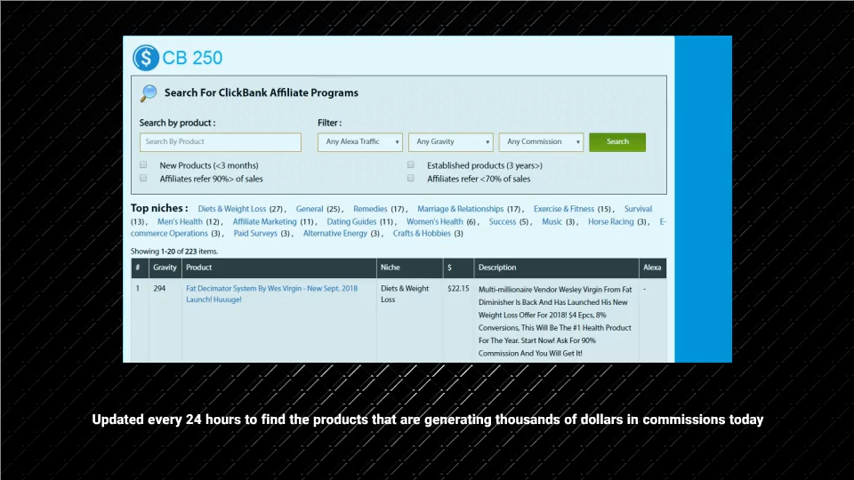 CB 250
Search For ClickBank Affiliate Programs
Search by product :
Filter :
Search By Product
Any Alexa Traffic
Any Gravity
Any Commission
Search
New Products (<3 months)
Established products (3 years>)
Affiliates refer 90%> of sales
Affiliates refer <70% of sales
Top niches : Diets & Weight Loss (27) , General (25) , Remedies (17) , Marriage & Relationships (17) , Exercise & Fitness (15) , Survival
(13) , Men's Health (12) , Affiliate Marketing (11) , Dating Guides (11) , Women's Health (6) , Success (5) , Music (3) , Horse Racing (3) , E-
commerce Operations (3) , Paid Surveys (3) , Alternative Energy (3) , Crafts & Hobbies (3)
Showing 1-20 of 223 items.
# Gravity Product Niche $ Description Alexa
1 294 Fat Decimator System By Wes Virgin - New Sept. 2018 Diets & Weight $22.15 Multi-millionaire Vendor Wesley Virgin From Fat -
Launch! Huuuge! Loss Diminisher Is Back And Has Launched His New
Weight Loss Offer For 2018! $4 Epcs, 8%
Conversions, This Will Be The #1 Health Product
For The Year. Start Now! Ask For 90%
Commission And You Will Get It!
Updated every 24 hours to find the products that are generating thousands of dollars in commissions today